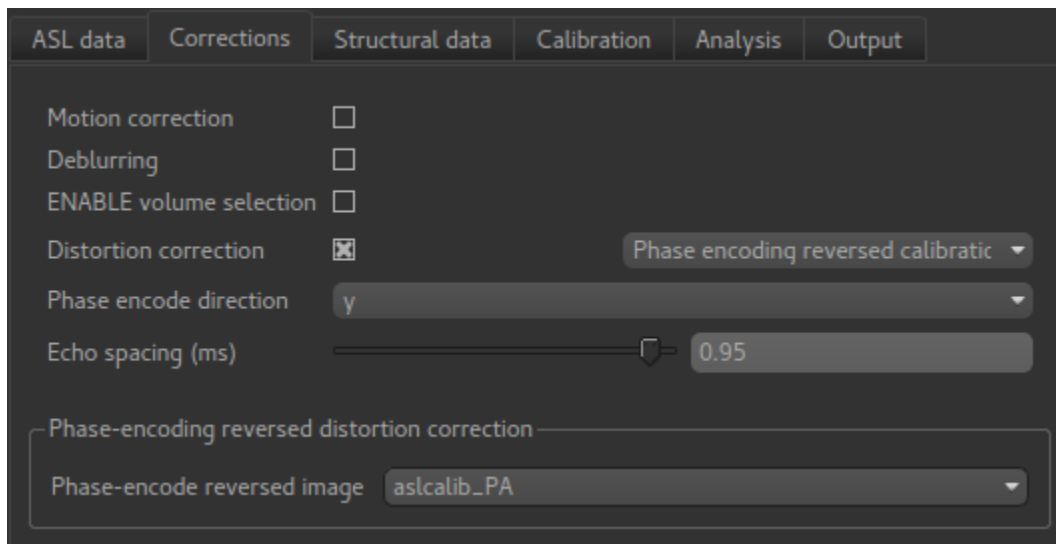 ASL data Corrections Structural data Calibration Analysis Output
Motion correction
Deblurring
ENABLE volume selection
Distortion correction Phase encoding reversed calibratic
Phase encode direction y
Echo spacing (ms) 0.95
Phase-encoding reversed distortion correction
Phase-encode reversed image aslcalib_PA